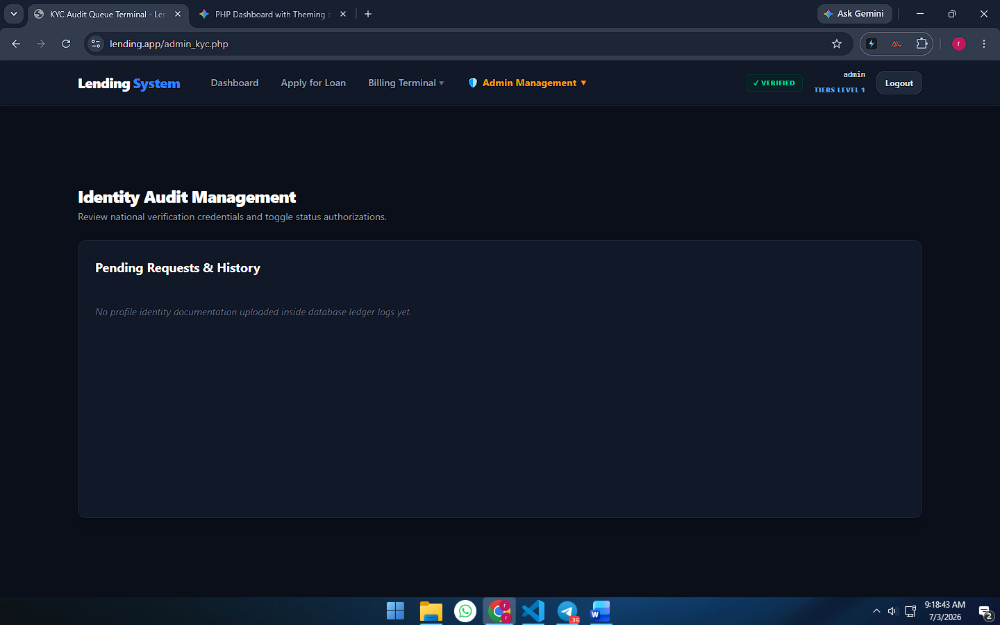 KYC Audit Queue Terminal - Le
PHP Dashboard with Theming a
Ask Gemini
lending.app/admin_kyc.php
r
Lending System
Dashboard
Apply for Loan
Billing Terminal ▾
Admin Management ▼
✓ VERIFIED
admin
TIERS LEVEL 1
Logout
Identity Audit Management
Review national verification credentials and toggle status authorizations.
Pending Requests & History
No profile identity documentation uploaded inside database ledger logs yet.
r
r
39
W
9:18:43 AM
7/3/2026
2